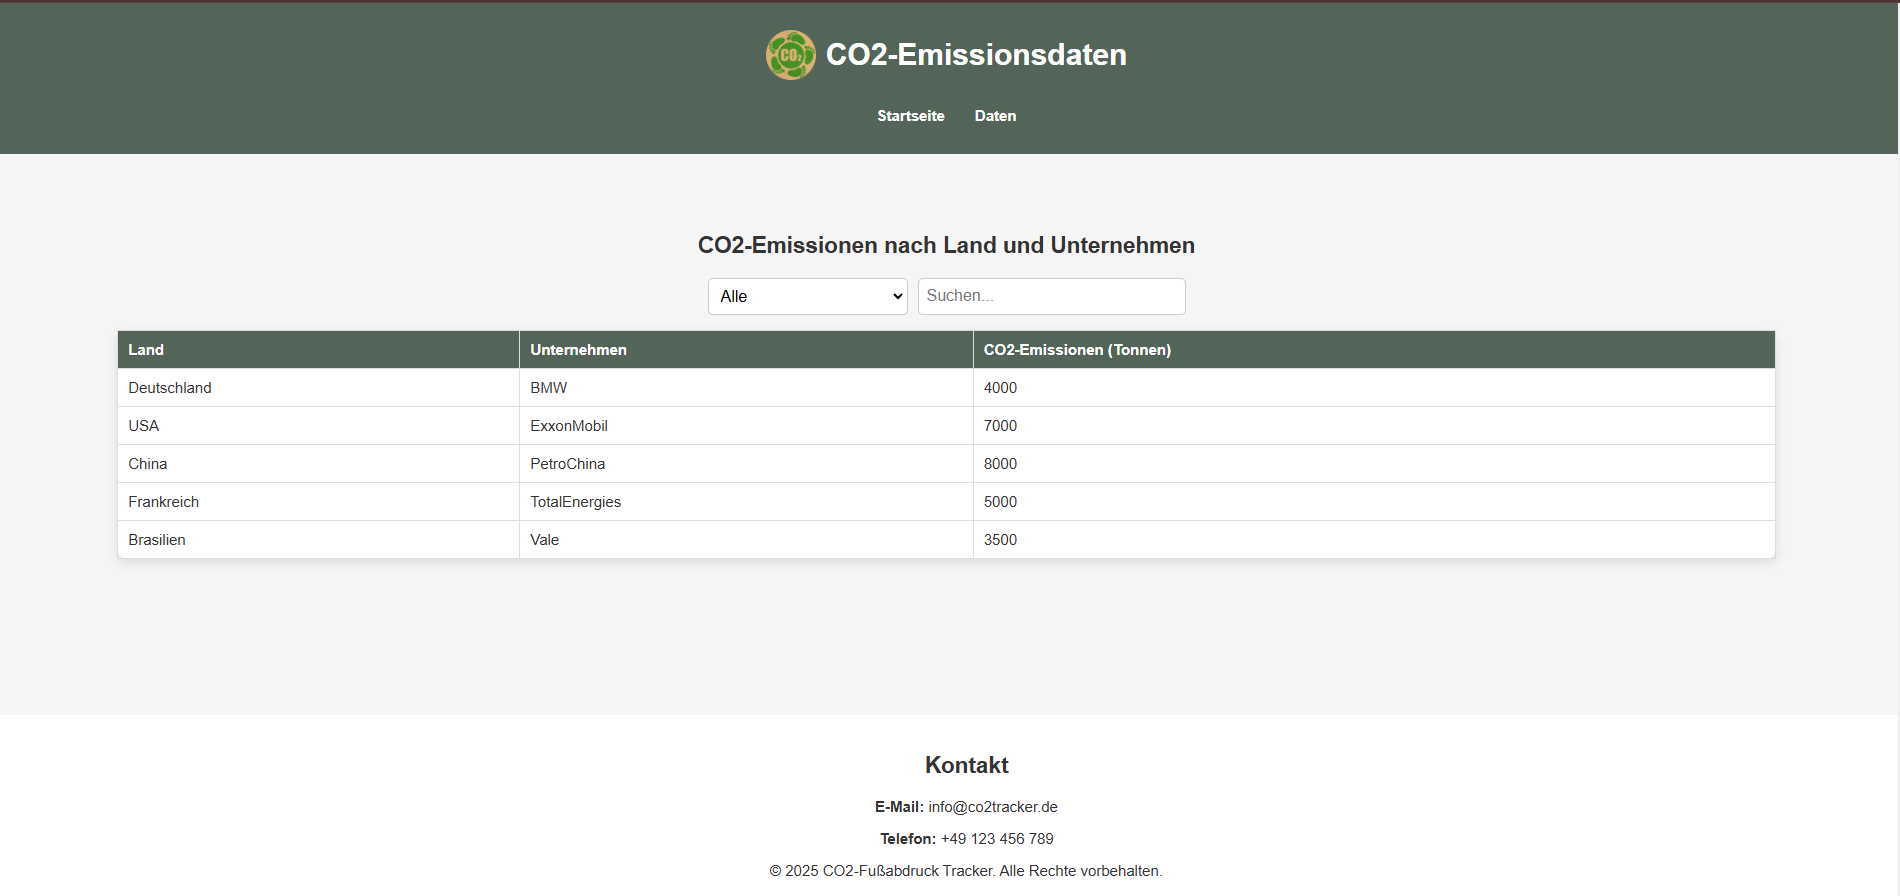 CO2 CO2-Emissionsdaten
Startseite Daten
CO2-Emissionen nach Land und Unternehmen
Alle Suchen...
Land Unternehmen CO2-Emissionen (Tonnen)
Deutschland BMW 4000
USA ExxonMobil 7000
China PetroChina 8000
Frankreich TotalEnergies 5000
Brasilien Vale 3500
Kontakt
E-Mail: info@co2tracker.de
Telefon: +49 123 456 789
© 2025 CO2-Fußabdruck Tracker. Alle Rechte vorbehalten.